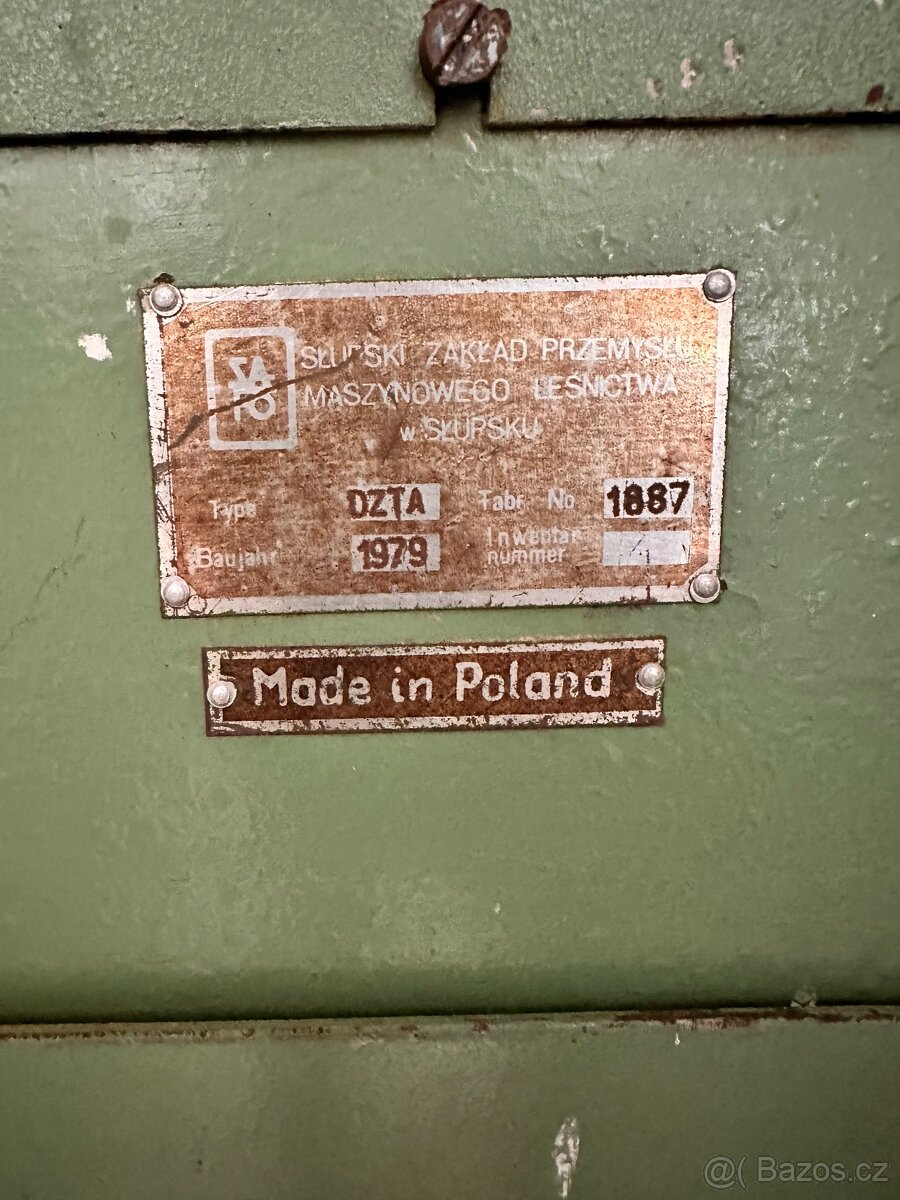 SŁUPSKI ZAKŁAD PRZEMYSŁU
MASZYNOWEGO LEŚNICTWA
w SŁUPSKU
Type DZTA Fabr No 1887
Baujahr 1979 Inwentar
nummer
Made in Poland
@( Bazos.cz